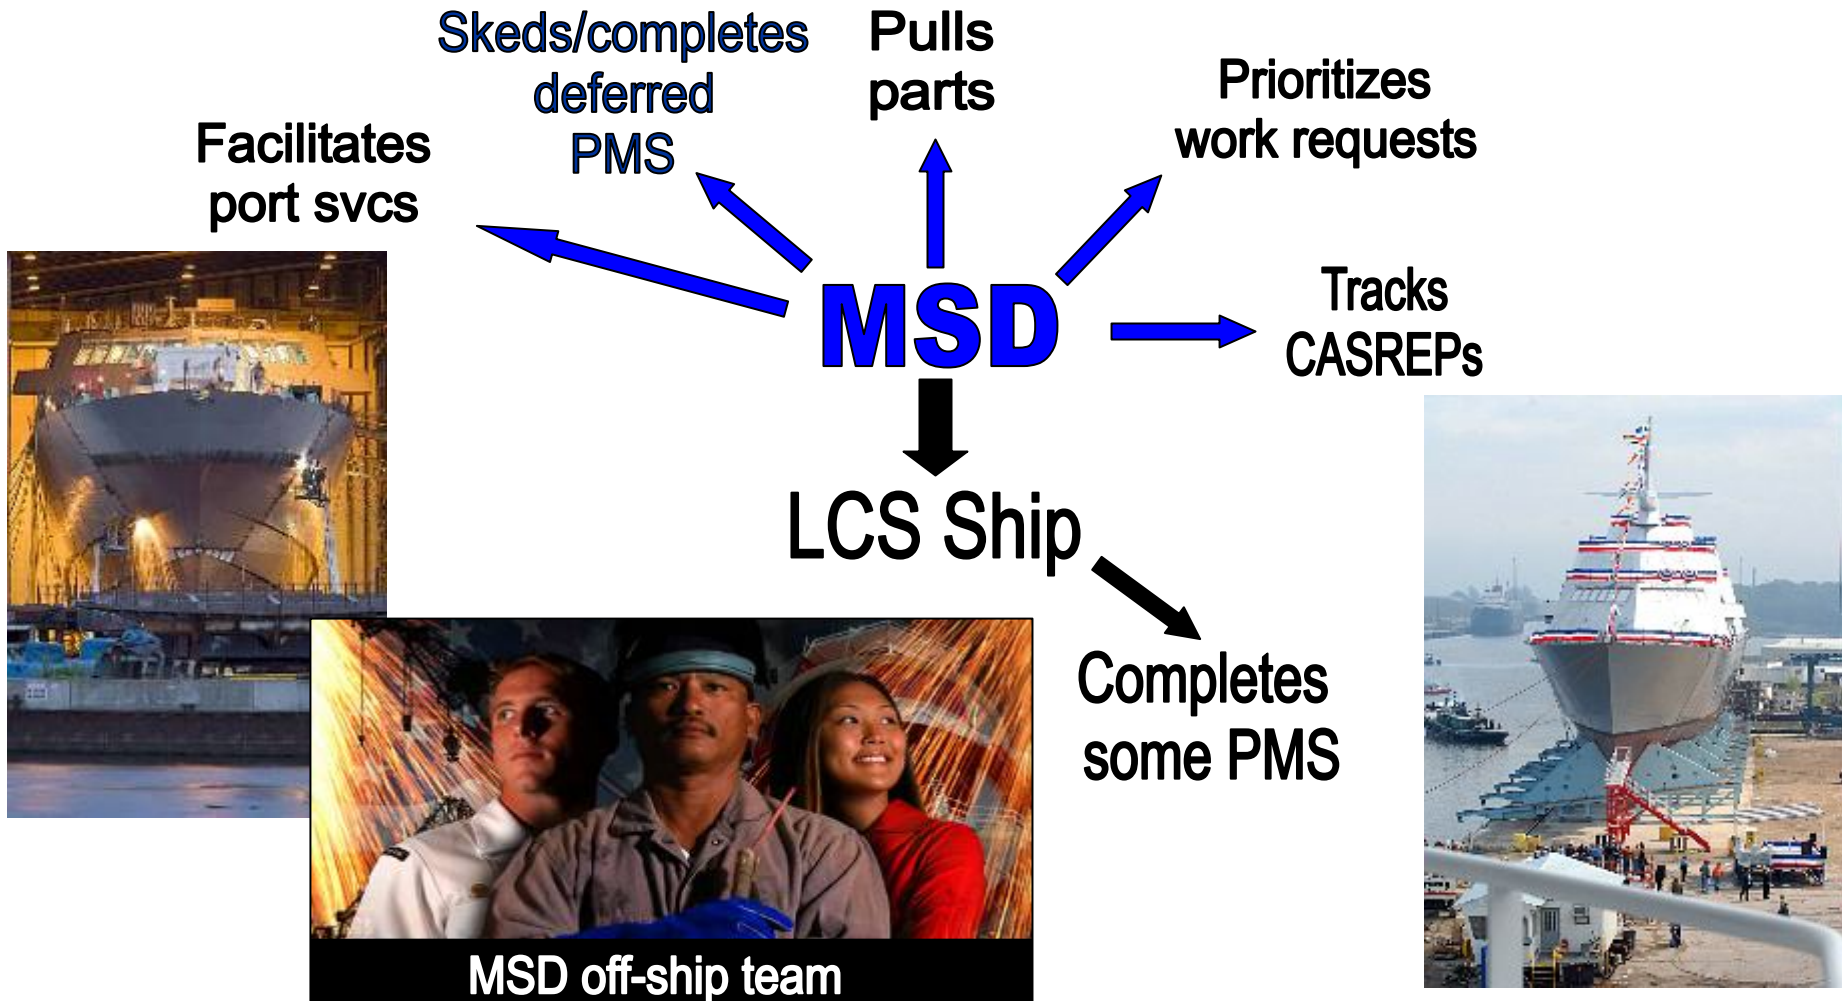 Skeds/completes
deferred
PMS
Pulls
parts
Prioritizes
work requests
Facilitates
port svcs
Tracks
CASREPs
MSD
LCS Ship
Completes
some PMS
MSD off-ship team